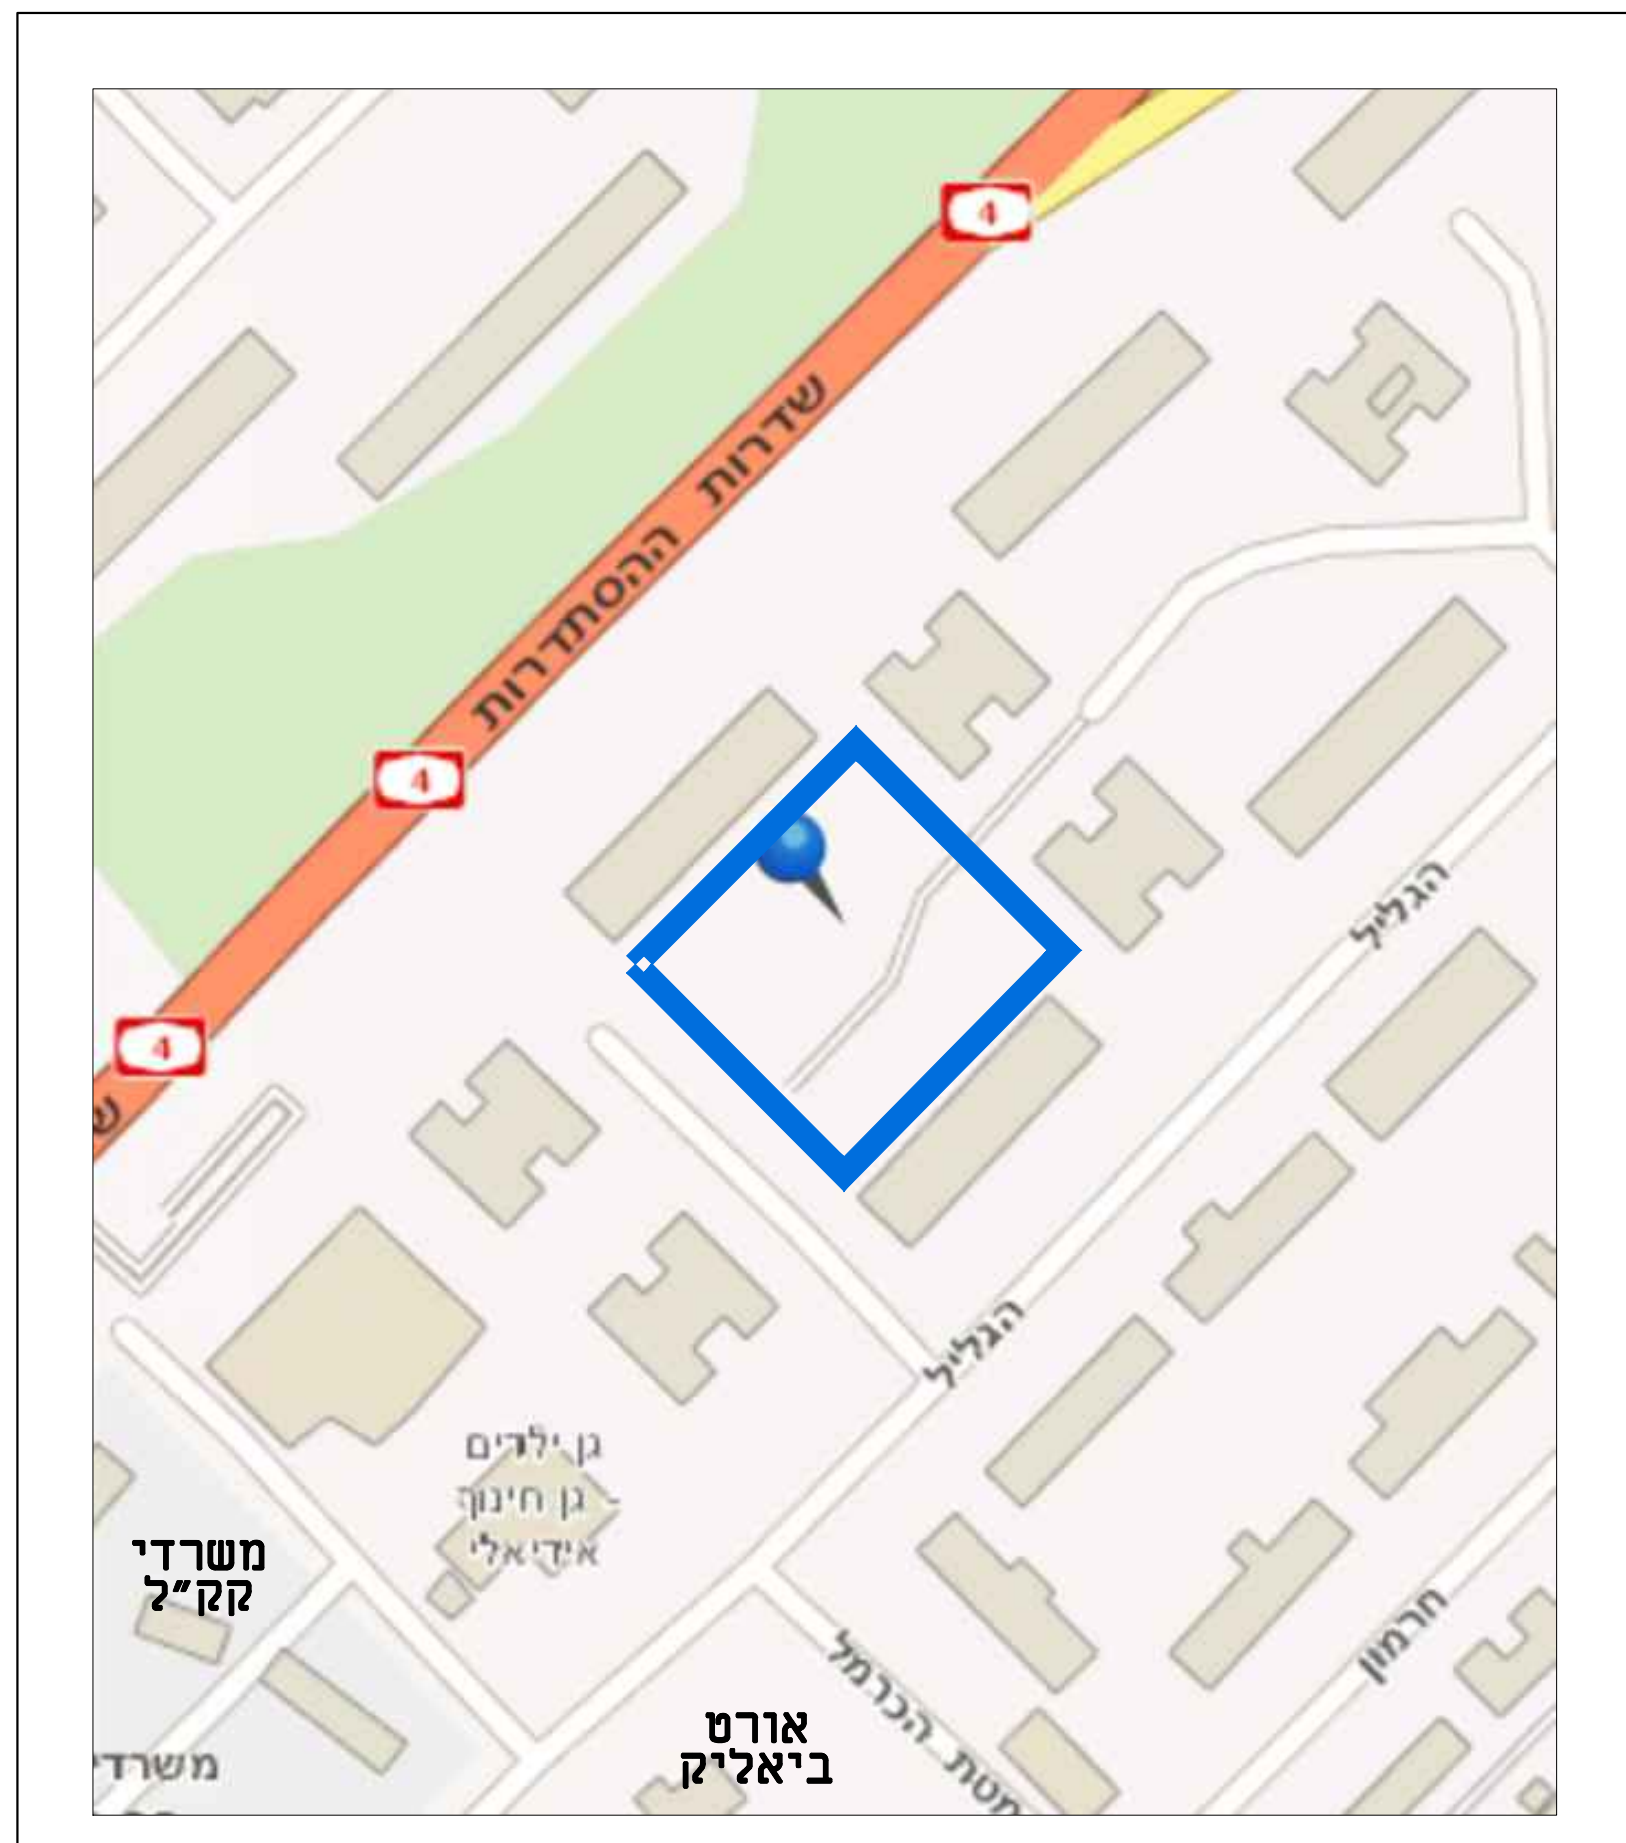 4
שדרות ההסתדרות
4
4
ש
הגליל
הגליל
גן ילדים
- גן חינוך
אידיאלי
משרדי
קק״ל
חרמון
מטת הכרמל
אורט
ביאליק
משרדי